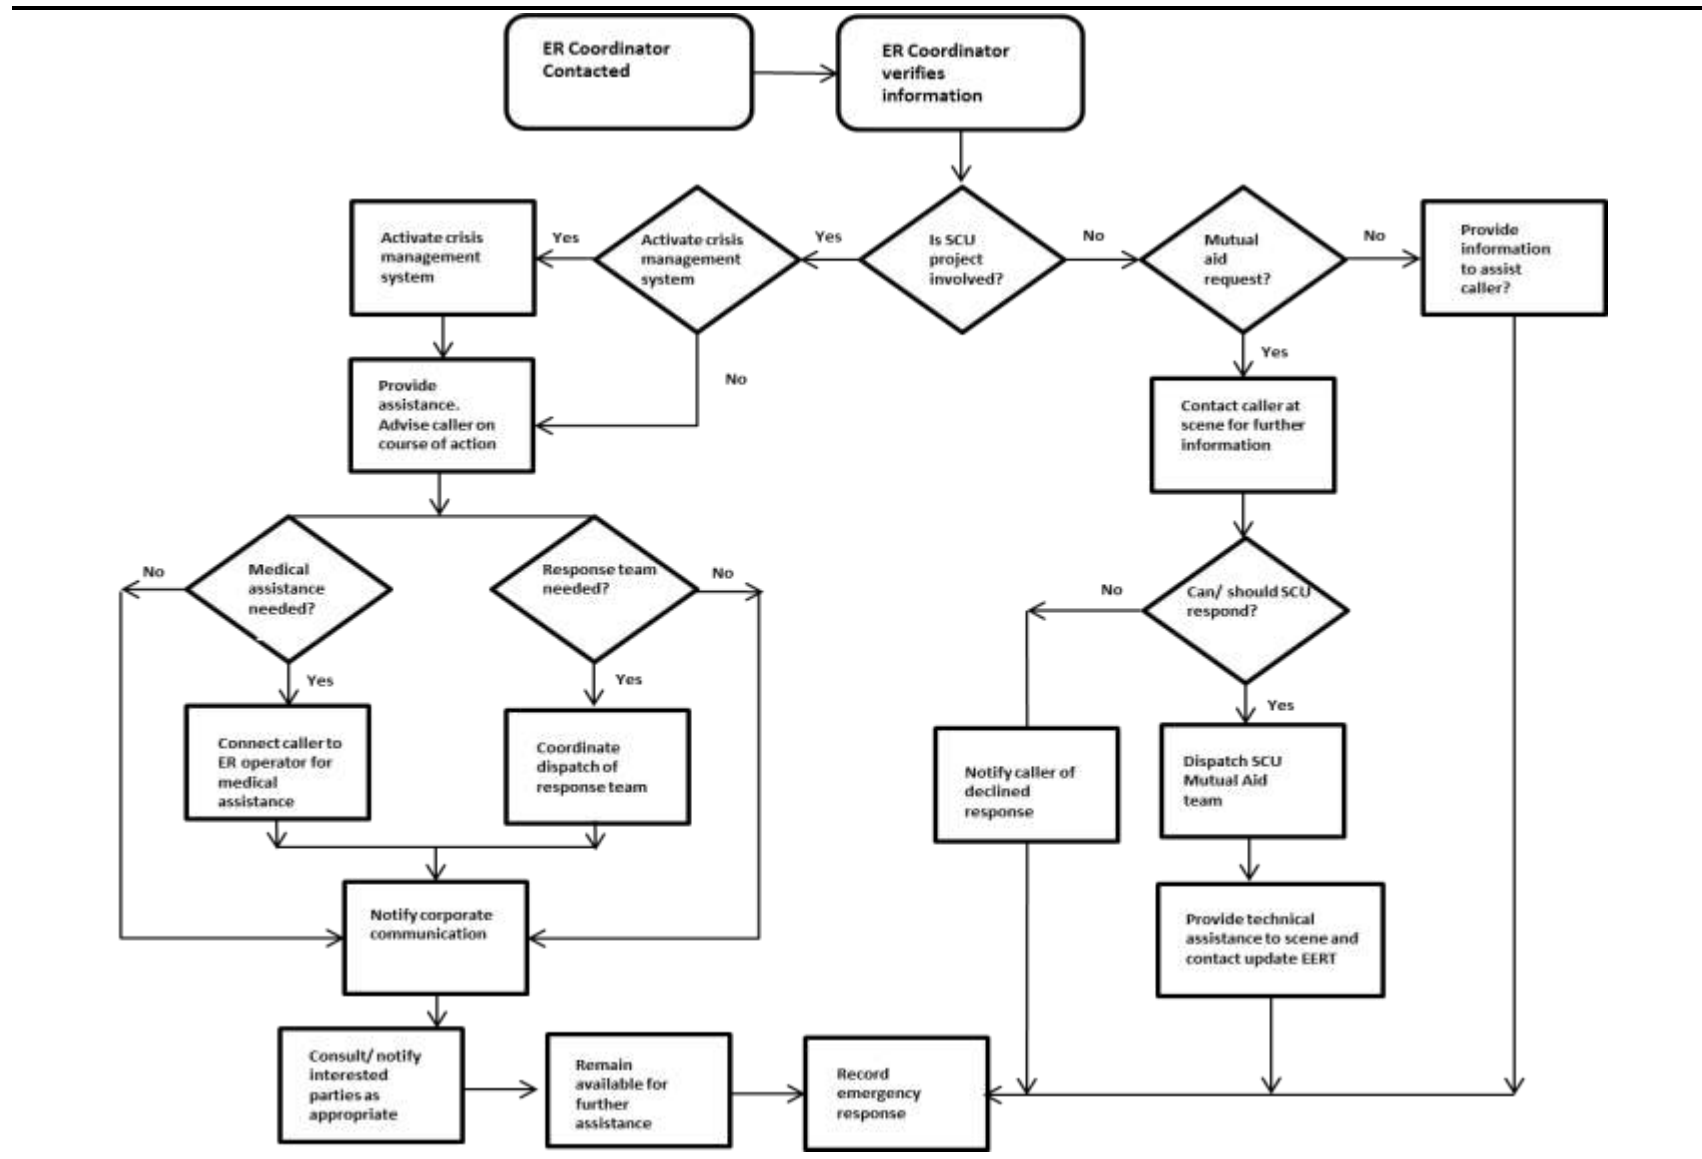 ER Coordinator
Contacted
ER Coordinator
verifies
information
Activate crisis
management
system
Yes
Activate crisis
management
system
Yes
Is SCU
project
involved?
No
Mutual
aid
request?
No
Provide
information
to assist
caller?
Provide
assistance.
Advise caller on
course of action
No
Yes
Contact caller at
scene for further
information
No
Medical
assistance
needed?
Response team
needed?
No
No
Can/ should SCU
respond?
Yes
Yes
Yes
Connect caller to
ER operator for
medical
assistance
Coordinate
dispatch of
response team
Notify caller of
declined
response
Dispatch SCU
Mutual Aid
team
Notify corporate
communication
Provide technical
assistance to scene and
contact update EERT
Consult/ notify
interested
parties as
appropriate
Remain
available for
further
assistance
Record
emergency
response